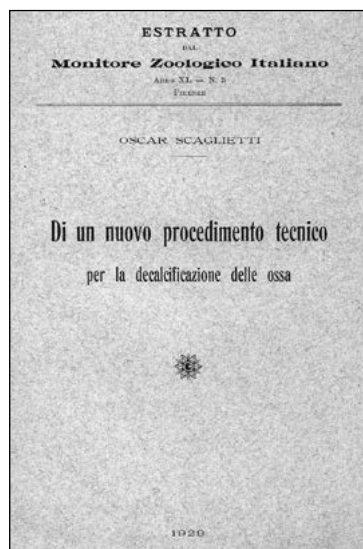 ESTRATTO
DAL
Monitore Zoologico Italiano
ANNO XL — N. 5
FIRENZE
OSCAR SCAGLIETTI
Di un nuovo procedimento tecnico
per la decalcificazione delle ossa
1929